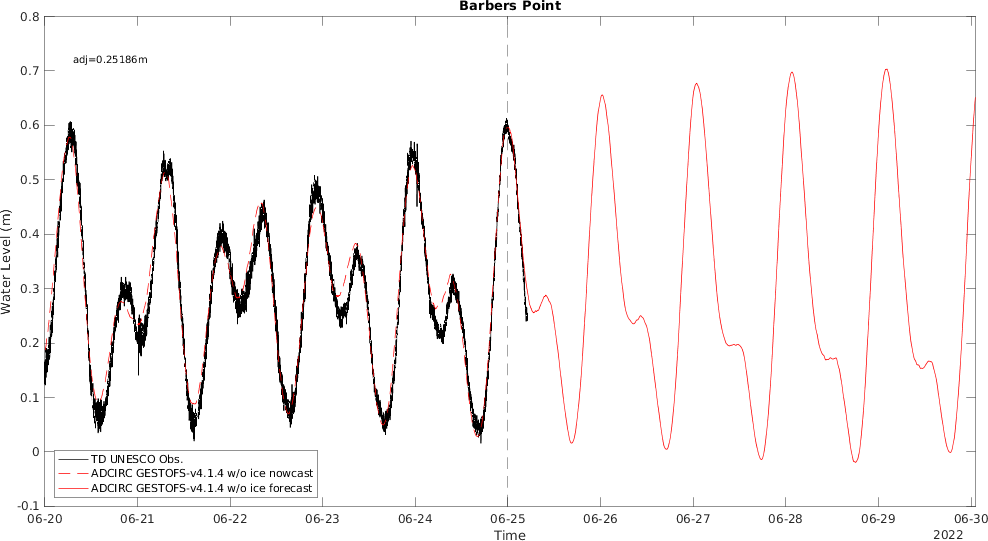 Barbers Point
0.8
0.7
0.6
0.5
0.4
0.3
0.2
0.1
0
-0.1
Water Level (m)
adj=0.25186m
TD UNESCO Obs.
ADCIRC GESTOFS-v4.1.4 w/o ice nowcast
ADCIRC GESTOFS-v4.1.4 w/o ice forecast
06-20 06-21 06-22 06-23 06-24 06-25 06-26 06-27 06-28 06-29 06-30
Time
2022